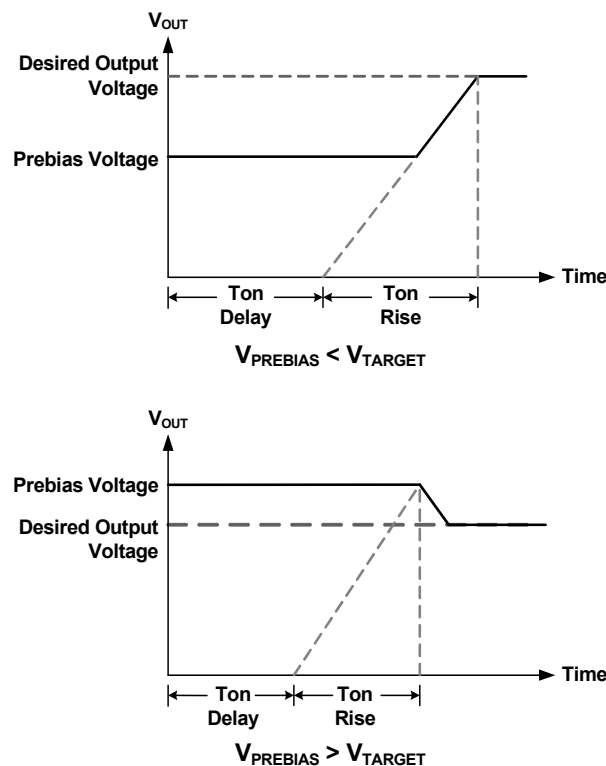 VOUT
Desired Output
Voltage
Prebias Voltage
Time
Ton
Delay
Ton
Rise
VPREBIAS < VTARGET
VOUT
Prebias Voltage
Desired Output
Voltage
Time
Ton
Delay
Ton
Rise
VPREBIAS > VTARGET